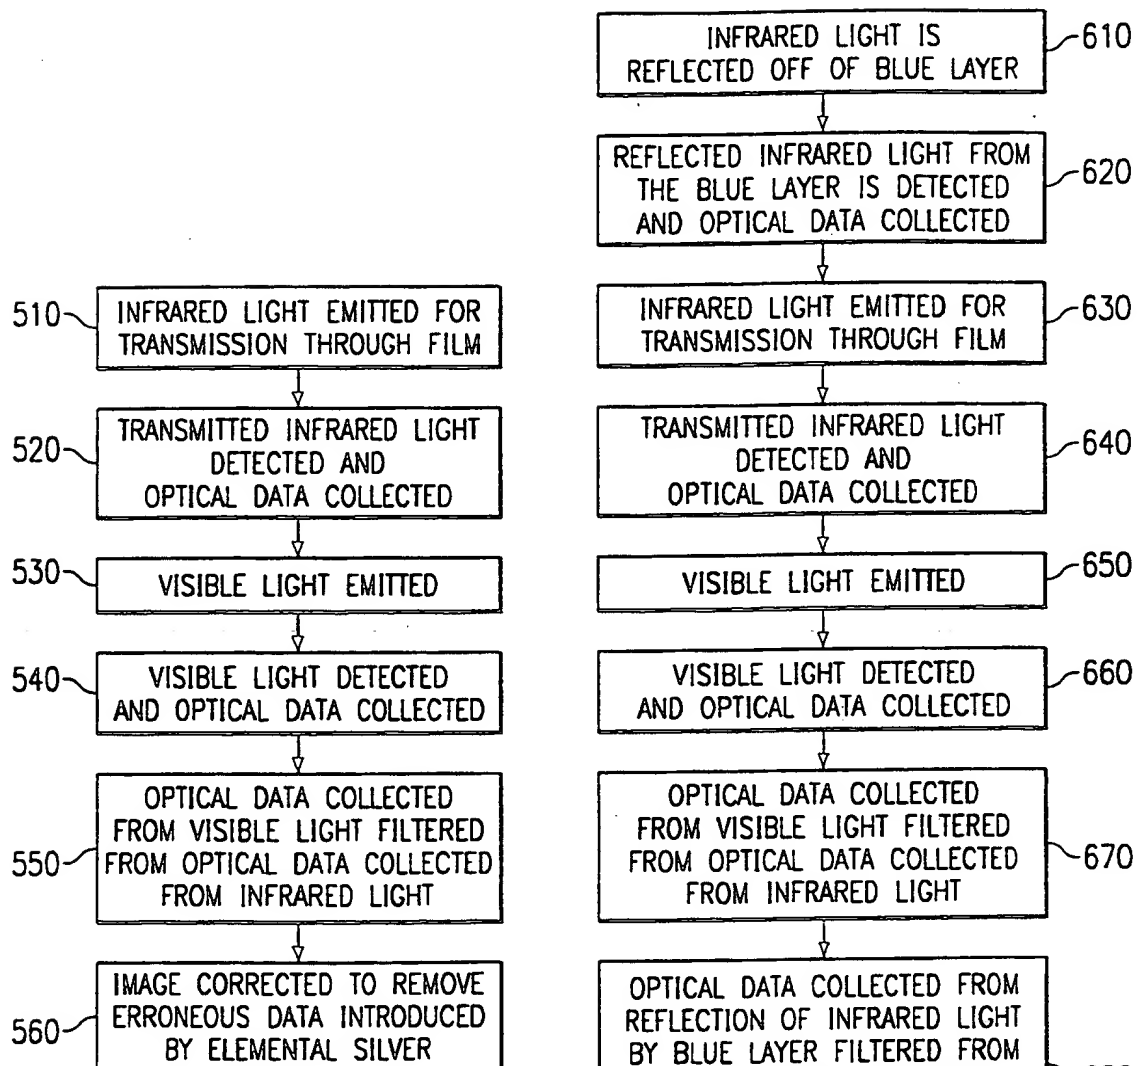 510
INFRARED LIGHT EMITTED FOR
TRANSMISSION THROUGH FILM
520
TRANSMITTED INFRARED LIGHT
DETECTED AND
OPTICAL DATA COLLECTED
530
VISIBLE LIGHT EMITTED
540
VISIBLE LIGHT DETECTED
AND OPTICAL DATA COLLECTED
550
OPTICAL DATA COLLECTED
FROM VISIBLE LIGHT FILTERED
FROM OPTICAL DATA COLLECTED
FROM INFRARED LIGHT
560
IMAGE CORRECTED TO REMOVE
ERRONEOUS DATA INTRODUCED
BY ELEMENTAL SILVER
INFRARED LIGHT IS
REFLECTED OFF OF BLUE LAYER
610
REFLECTED INFRARED LIGHT FROM
THE BLUE LAYER IS DETECTED
AND OPTICAL DATA COLLECTED
620
INFRARED LIGHT EMITTED FOR
TRANSMISSION THROUGH FILM
630
TRANSMITTED INFRARED LIGHT
DETECTED AND
OPTICAL DATA COLLECTED
640
VISIBLE LIGHT EMITTED
650
VISIBLE LIGHT DETECTED
AND OPTICAL DATA COLLECTED
660
OPTICAL DATA COLLECTED
FROM VISIBLE LIGHT FILTERED
FROM OPTICAL DATA COLLECTED
FROM INFRARED LIGHT
670
OPTICAL DATA COLLECTED FROM
REFLECTION OF INFRARED LIGHT
BY BLUE LAYER FILTERED FROM